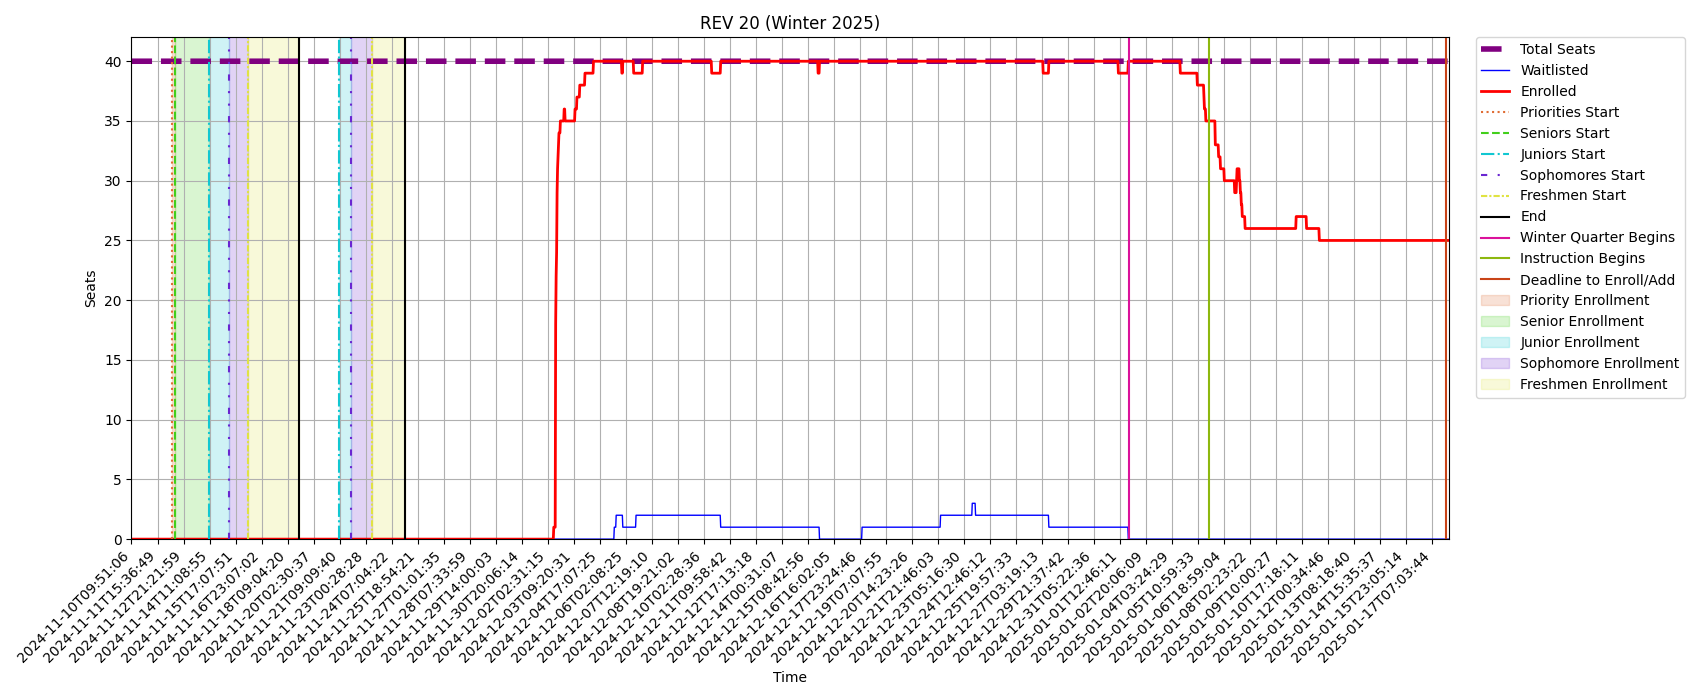 REV 20 (Winter 2025)
Seats
40
35
30
25
20
15
10
5
0
2024-11-10T09:51:06
2024-11-11T15:36:49
2024-11-12T21:21:59
2024-11-14T11:08:55
2024-11-15T17:07:51
2024-11-16T23:07:02
2024-11-18T09:04:20
2024-11-20T02:30:37
2024-11-21T09:09:40
2024-11-23T00:28:28
2024-11-24T07:04:22
2024-11-25T18:54:21
2024-11-27T01:01:35
2024-11-28T07:33:59
2024-11-29T14:00:03
2024-11-30T20:06:14
2024-12-02T02:31:15
2024-12-03T09:20:31
2024-12-04T17:07:25
2024-12-06T02:08:25
2024-12-07T12:19:10
2024-12-08T19:21:02
2024-12-10T02:28:36
2024-12-11T09:58:42
2024-12-12T17:13:18
2024-12-14T00:31:07
2024-12-15T08:42:56
2024-12-16T16:02:05
2024-12-17T23:24:46
2024-12-19T07:07:55
2024-12-20T14:23:26
2024-12-21T21:46:03
2024-12-23T05:16:30
2024-12-24T12:46:12
2024-12-25T19:57:33
2024-12-27T03:19:13
2024-12-29T21:37:42
2024-12-31T05:22:36
2025-01-01T12:46:11
2025-01-02T20:06:09
2025-01-04T03:24:29
2025-01-05T10:59:33
2025-01-06T18:59:04
2025-01-08T02:23:22
2025-01-09T10:00:27
2025-01-10T17:18:11
2025-01-12T00:34:46
2025-01-13T08:18:40
2025-01-14T15:35:37
2025-01-15T23:05:14
2025-01-17T07:03:44
Time
Total Seats
Waitlisted
Enrolled
Priorities Start
Seniors Start
Juniors Start
Sophomores Start
Freshmen Start
End
Winter Quarter Begins
Instruction Begins
Deadline to Enroll/Add
Priority Enrollment
Senior Enrollment
Junior Enrollment
Sophomore Enrollment
Freshmen Enrollment